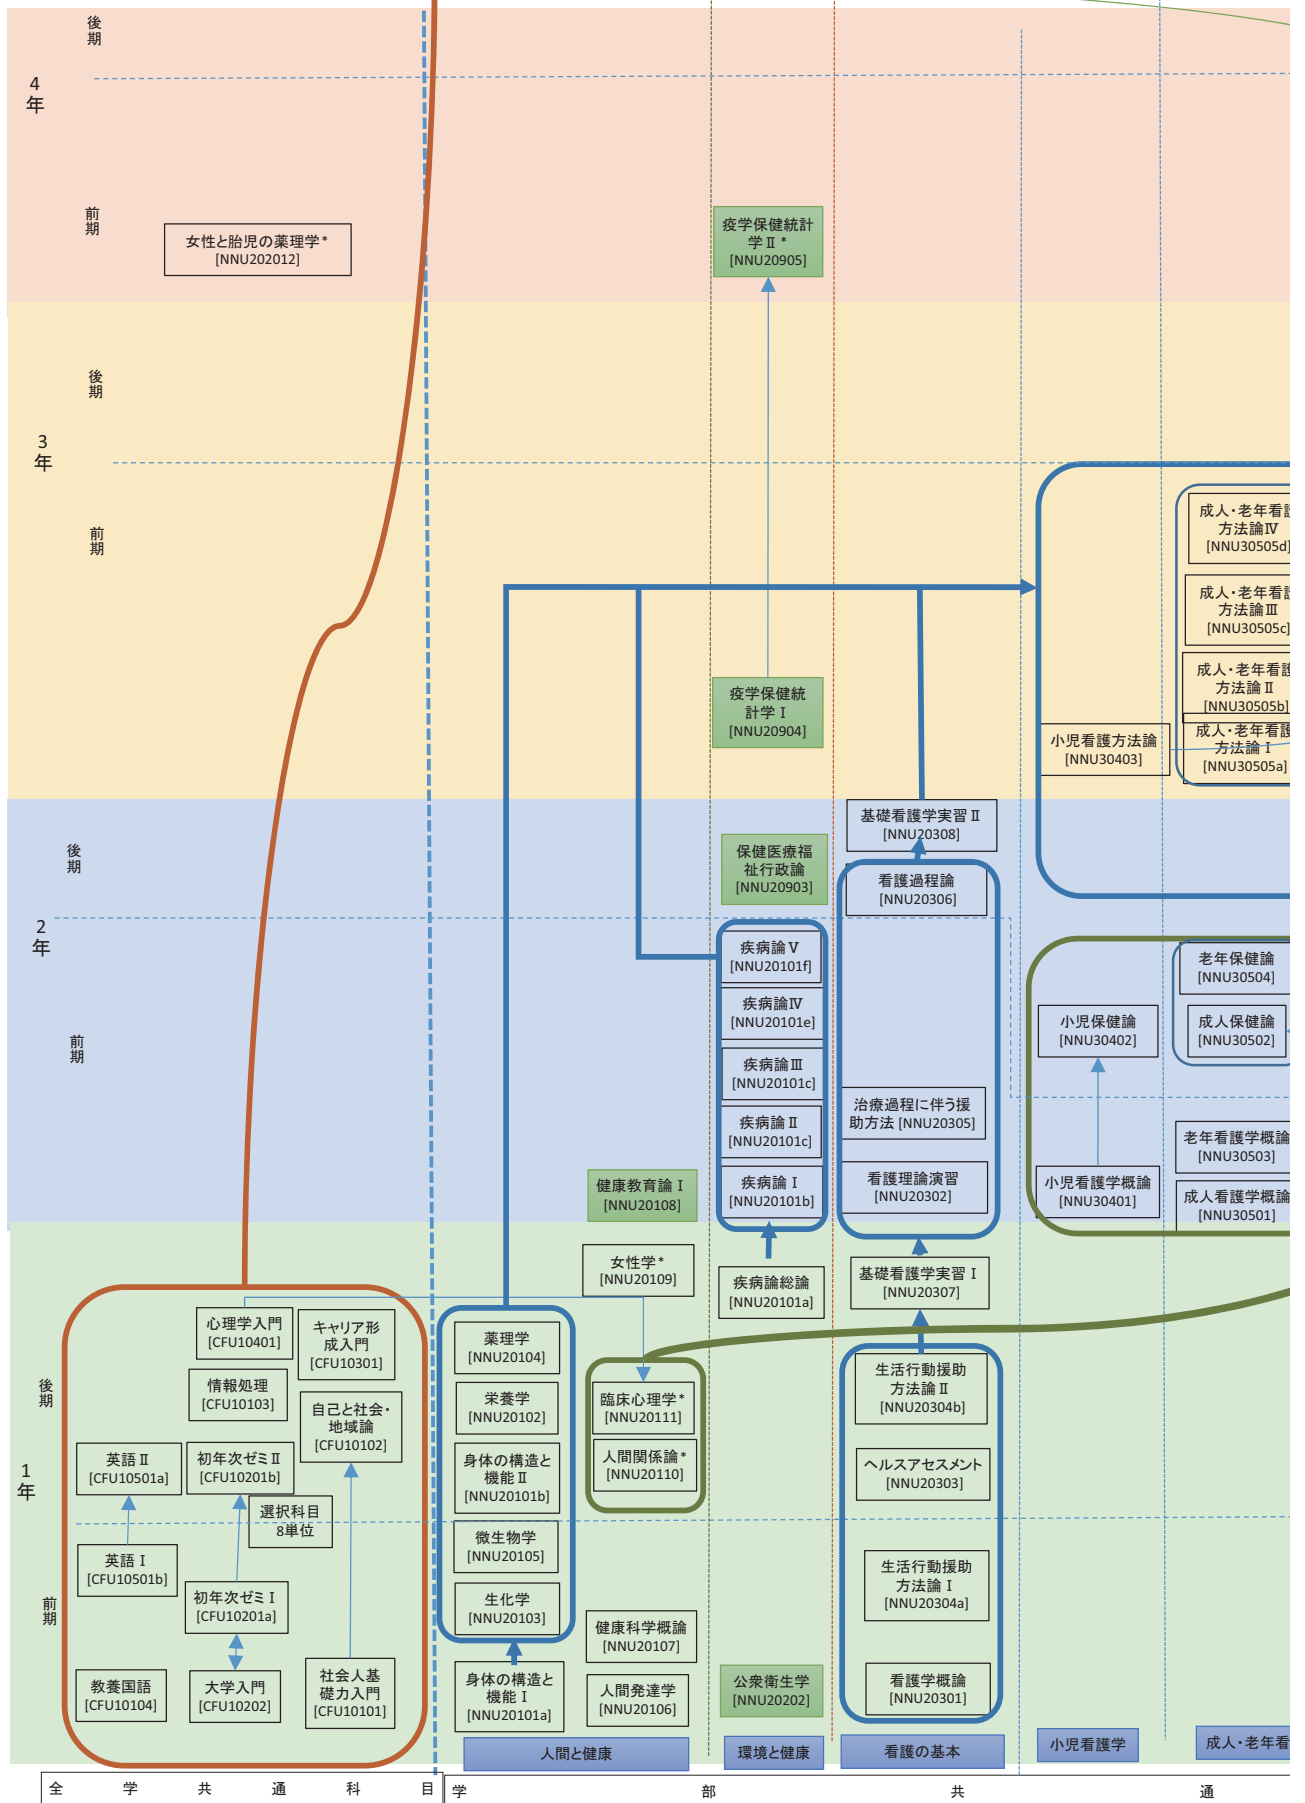 後
期
4
年
前
期
女性と胎児の薬理学*
[NNU202012]
疫学保健統計
学Ⅱ*
[NNU20905]
後
期
3
年
前
期
成人・老年看
方法論Ⅳ
[NNU30505d]
成人・老年看
方法論Ⅲ
[NNU30505c]
成人・老年看
方法論Ⅱ
[NNU30505b]
成人・老年看
方法論Ⅰ
[NNU30505a]
疫学保健統
計学Ⅰ
[NNU20904]
小児看護方法論
[NNU30403]
後
期
2
年
前
期
基礎看護学実習Ⅱ
[NNU20308]
保健医療福
祉行政論
[NNU20903]
看護過程論
[NNU20306]
疾病論Ⅴ
[NNU20101f]
疾病論Ⅳ
[NNU20101e]
疾病論Ⅲ
[NNU20101c]
疾病論Ⅱ
[NNU20101c]
疾病論Ⅰ
[NNU20101b]
治療過程に伴う援
助方法 [NNU20305]
看護理論演習
[NNU20302]
老年保健論
[NNU30504]
小児保健論
[NNU30402]
成人保健論
[NNU30502]
老年看護学概論
[NNU30503]
小児看護学概論
[NNU30401]
成人看護学概論
[NNU30501]
健康教育論Ⅰ
[NNU20108]
女性学*
[NNU20109]
疾病論総論
[NNU20101a]
基礎看護学実習Ⅰ
[NNU20307]
後
期
1
年
前
期
心理学入門
[CFU10401]
キャリア形
成入門
[CFU10301]
情報処理
[CFU10103]
自己と社会・
地域論
[CFU10102]
英語Ⅱ
[CFU10501a]
初年次ゼミⅡ
[CFU10201b]
選択科目
8単位
英語Ⅰ
[CFU10501b]
初年次ゼミⅠ
[CFU10201a]
教養国語
[CFU10104]
大学入門
[CFU10202]
社会人基
礎力入門
[CFU10101]
薬理学
[NNU20104]
栄養学
[NNU20102]
身体の構造と
機能Ⅱ
[NNU20101b]
微生物学
[NNU20105]
生化学
[NNU20103]
身体の構造と
機能Ⅰ
[NNU20101a]
臨床心理学*
[NNU20111]
人間関係論*
[NNU20110]
健康科学概論
[NNU20107]
人間発達学
[NNU20106]
公衆衛生学
[NNU20202]
生活行動援助
方法論Ⅱ
[NNU20304b]
ヘルスアセスメント
[NNU20303]
生活行動援助
方法論Ⅰ
[NNU20304a]
看護学概論
[NNU20301]
人間と健康
環境と健康
看護の基本
小児看護学
成人・老年看
全 学 共 通 科 目
学 部 共 通